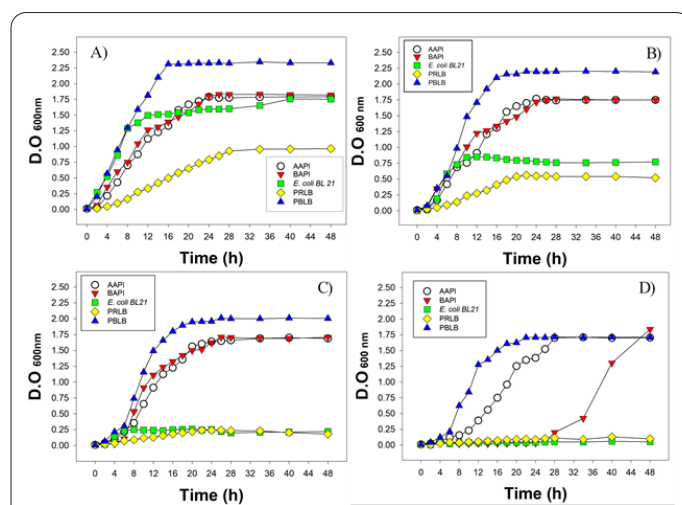 A)
2.50
2.25
2.00
1.75
1.50
1.25
1.00
0.75
0.50
0.25
0.00
D.O 600nm
AAPI
BAPI
E. coli BL 21
PRLB
PBLB
0 4 8 12 16 20 24 28 32 36 40 44 48
Time (h)
B)
AAPI
BAPI
E. coli BL21
PRLB
PBLB
2.50
2.25
2.00
1.75
1.50
1.25
1.00
0.75
0.50
0.25
0.00
D.O 600nm
0 4 8 12 16 20 24 28 32 36 40 44 48
Time (h)
C)
AAPI
BAPI
E. coli BL21
PRLB
PBLB
2.50
2.25
2.00
1.75
1.50
1.25
1.00
0.75
0.50
0.25
0.00
D.O 600nm
0 4 8 12 16 20 24 28 32 36 40 44 48
Time (h)
D)
AAPI
BAPI
E. coli BL21
PRLB
PBLB
2.50
2.25
2.00
1.75
1.50
1.25
1.00
0.75
0.50
0.25
0.00
D.O 600 nm
0 4 8 12 16 20 24 28 32 36 40 44 48
Time (h)